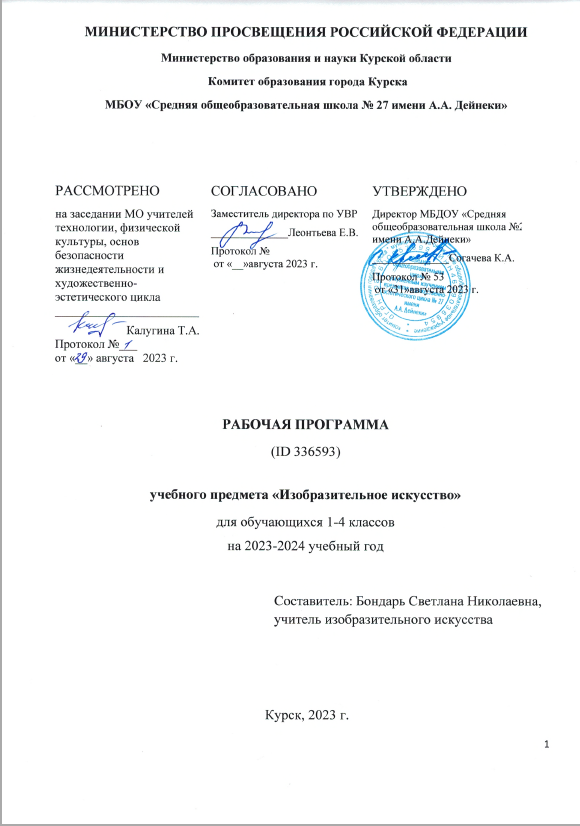 МИНИСТЕРСТВО ПРОСВЕЩЕНИЯ РОССИЙСКОЙ ФЕДЕРАЦИИ
Министерство образования и науки Курской области
Комитет образования города Курска
МБОУ «Средняя общеобразовательная школа № 27 имени А.А. Дейнеки»
РАССМОТРЕНО
на заседании МО учителей
технологии, физической
культуры, основ
безопасности
жизнедеятельности и
художественно-
эстетического цикла
Калугина Т.А.
Протокол № 1
от «29» августа 2023 г.
СОГЛАСОВАНО
Заместитель директора по УВР
Леонтьева Е.В.
Протокол №
от «__»августа 2023 г.
УТВЕРЖДЕНО
Директор МБДОУ «Средняя
общеобразовательная школа №2
имени А.А.Дейнеки»
Согачева К.А.
Протокол № 53
от «31»августа 2023 г.
РАБОЧАЯ ПРОГРАММА
(ID 336593)
учебного предмета «Изобразительное искусство»
для обучающихся 1-4 классов
на 2023-2024 учебный год
Составитель: Бондарь Светлана Николаевна,
учитель изобразительного искусства
Курск, 2023 г.
1